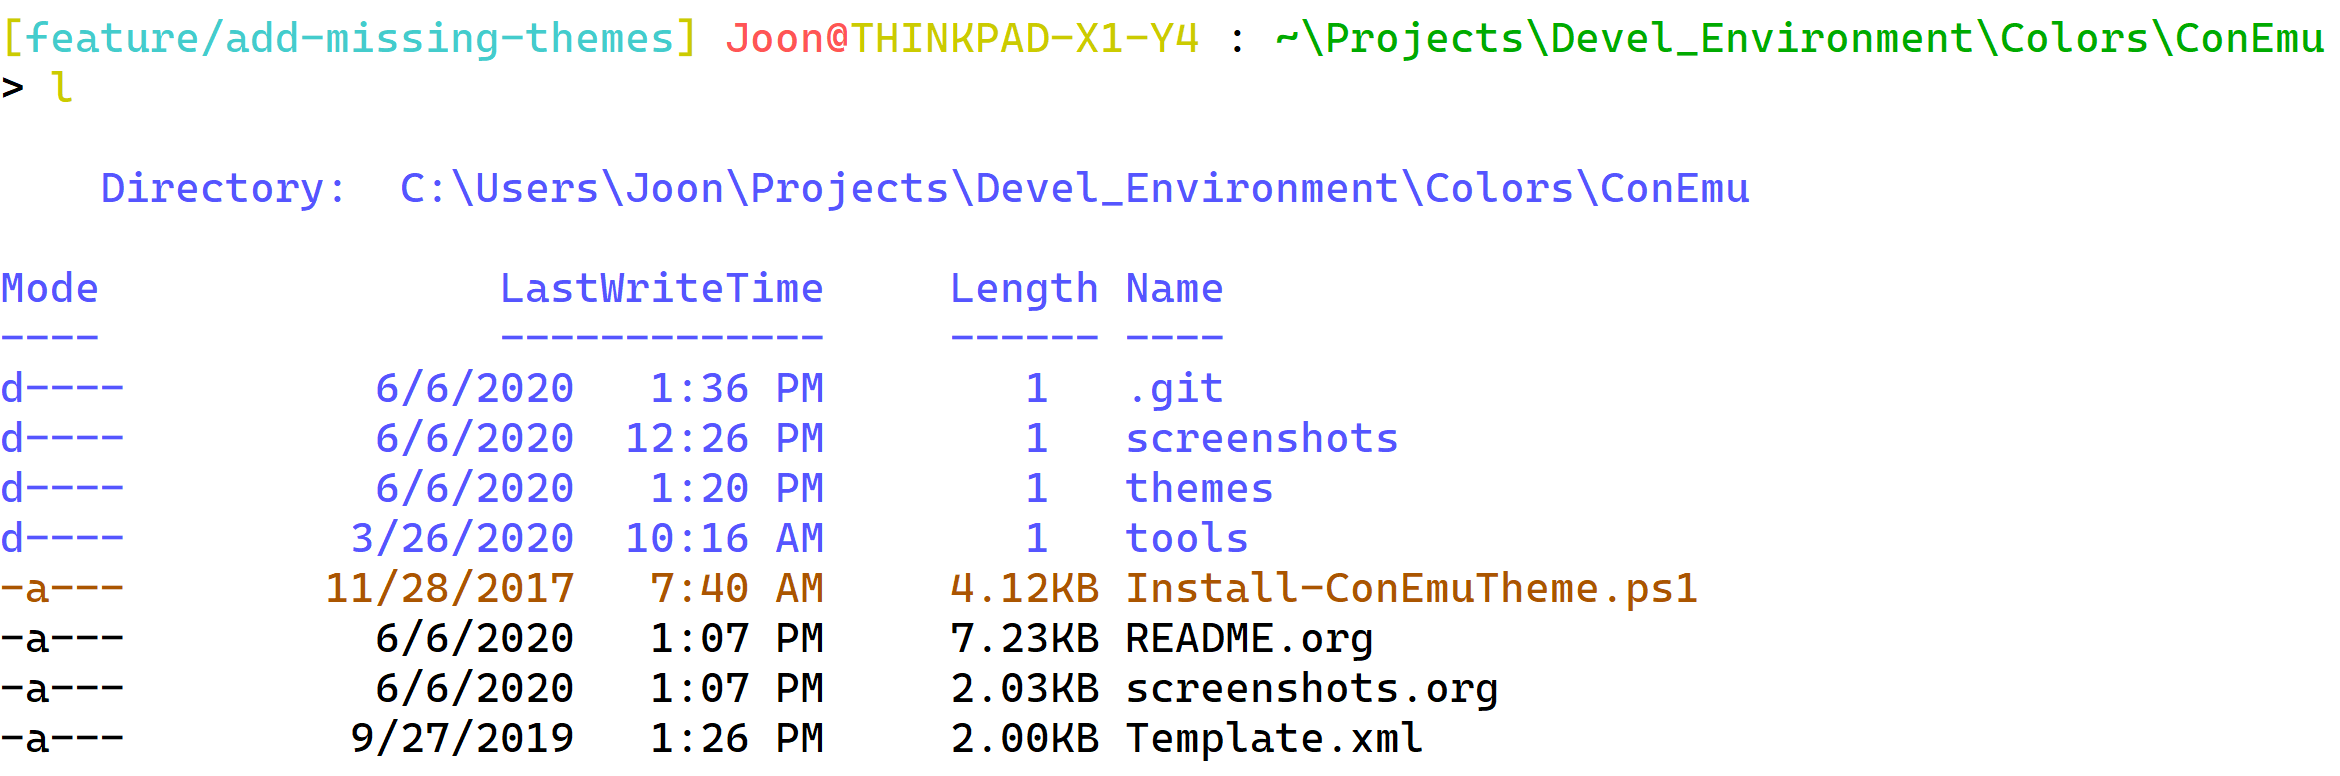 [feature/add-missing-themes] Joon@THINKPAD-X1-Y4 : ~\Projects\Devel_Environment\Colors\ConEmu
> l
    Directory:  C:\Users\Joon\Projects\Devel_Environment\Colors\ConEmu
Mode                LastWriteTime     Length Name
----                -------------     ------ ----
d----          6/6/2020   1:36 PM        1   .git
d----          6/6/2020  12:26 PM        1   screenshots
d----          6/6/2020   1:20 PM        1   themes
d----         3/26/2020  10:16 AM        1   tools
-a---        11/28/2017   7:40 AM     4.12KB Install-ConEmuTheme.ps1
-a---          6/6/2020   1:07 PM     7.23KB README.org
-a---          6/6/2020   1:07 PM     2.03KB screenshots.org
-a---         9/27/2019   1:26 PM     2.00KB Template.xml